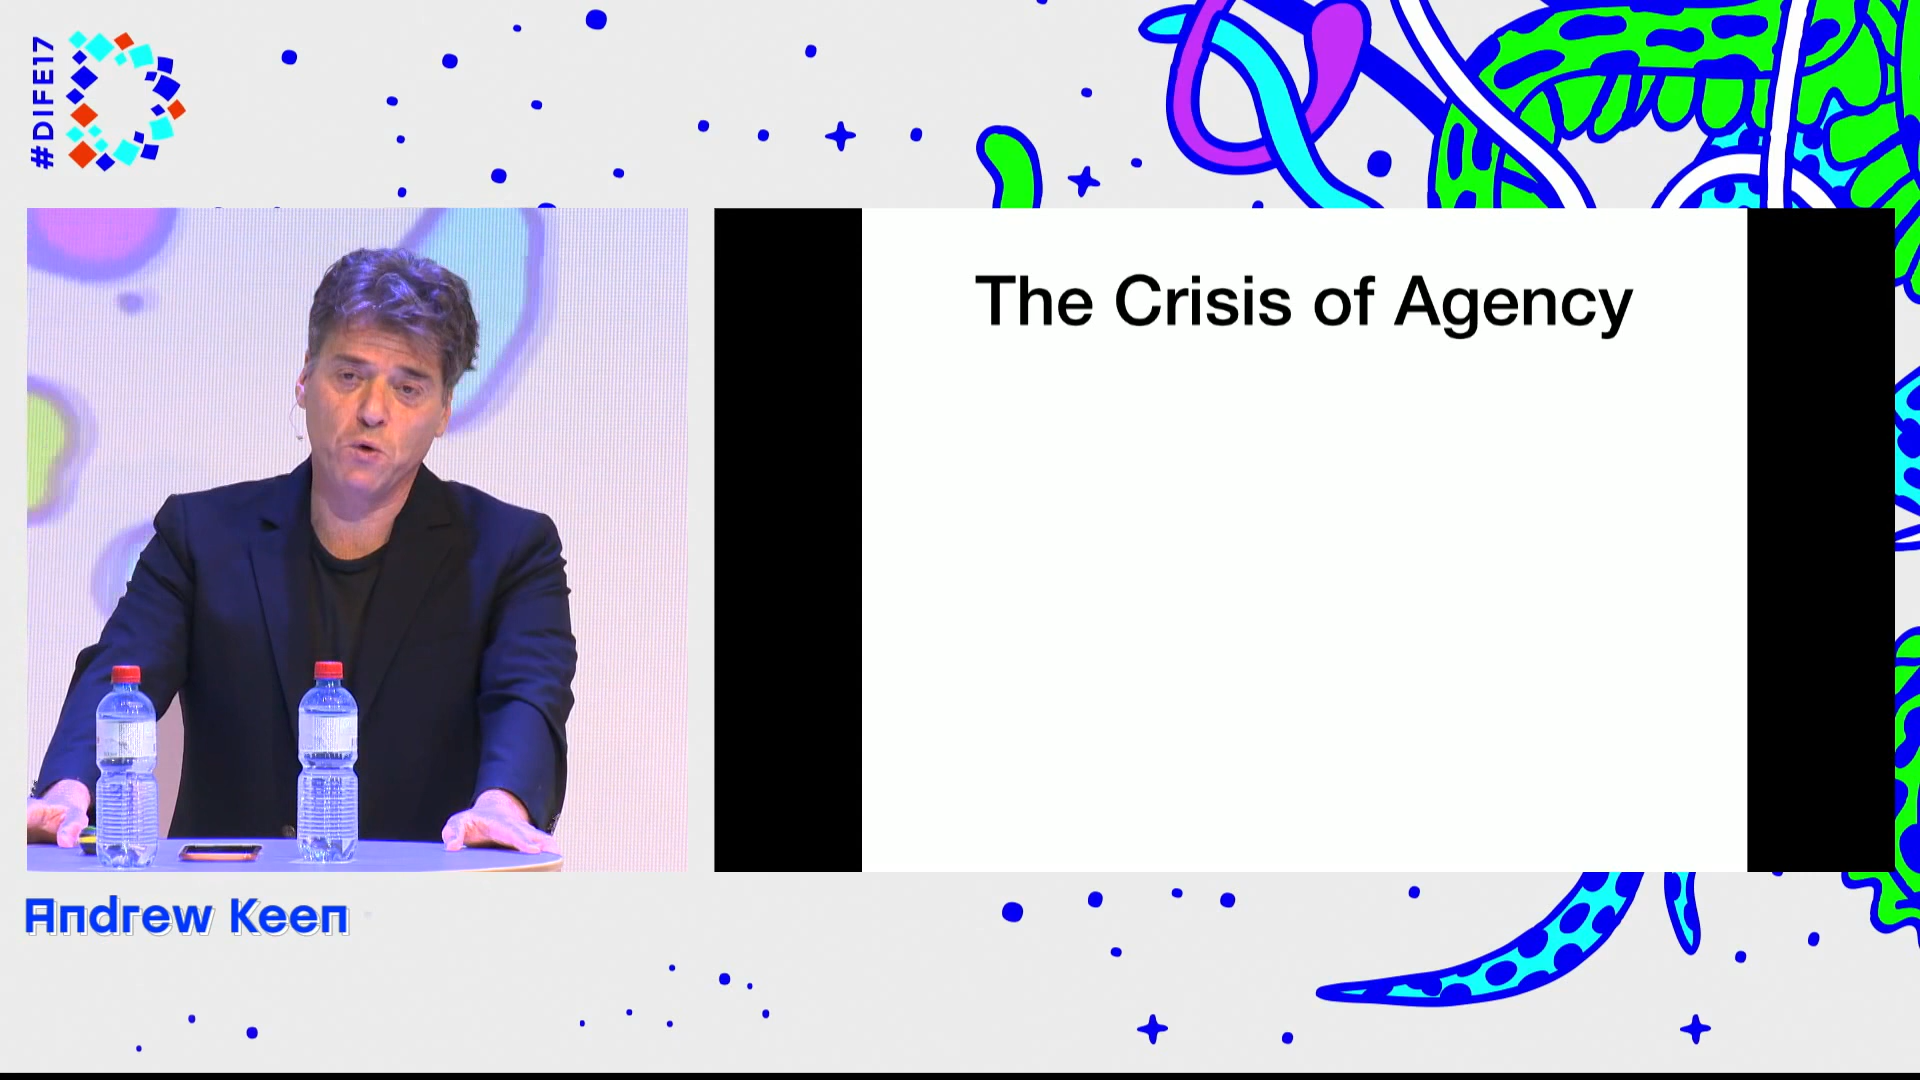 #DIFE17
The Crisis of Agency
Andrew Keen